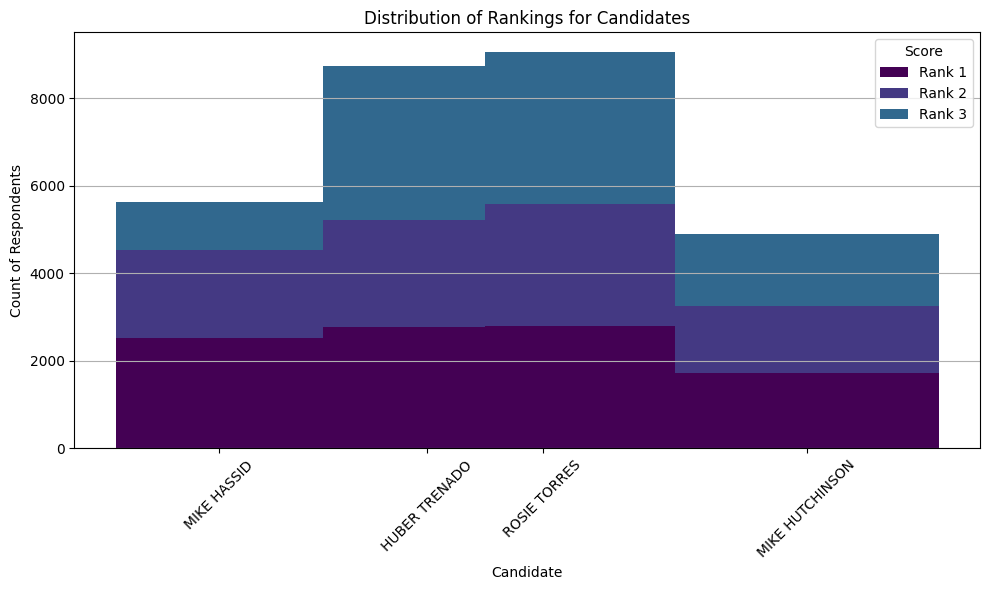 Distribution of Rankings for Candidates
Score
Rank 1
Rank 2
Rank 3
Count of Respondents
8000
6000
4000
2000
0
MIKE HASSID
HUBER TRENADO
ROSIE TORRES
MIKE HUTCHINSON
Candidate